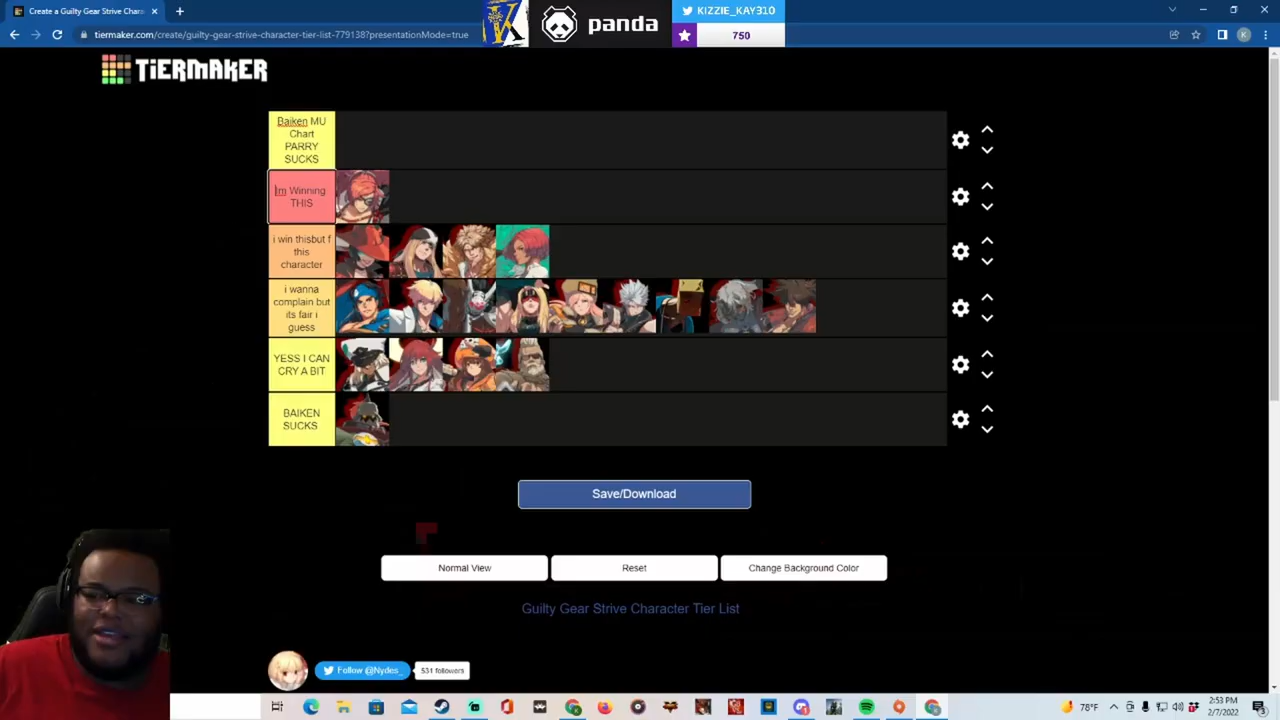 Create a Guilty Gear Strive Chara
tiermaker.com/create/guilty-gear-strive-character-tier-list-779138?presentationMode=true
panda
KIZZIE_KAY310
750
K
TiERMAKER
Baiken MU
Chart
PARRY
SUCKS
Im Winning
THIS
i win thisbut f
this
character
i wanna
complain but
its fair i
guess
YESS I CAN
CRY A BIT
BAIKEN
SUCKS
Save/Download
Normal View
Reset
Change Background Color
Guilty Gear Strive Character Tier List
Follow @Nydes_
531 followers
78°F
2:53 PM
2/7/2022